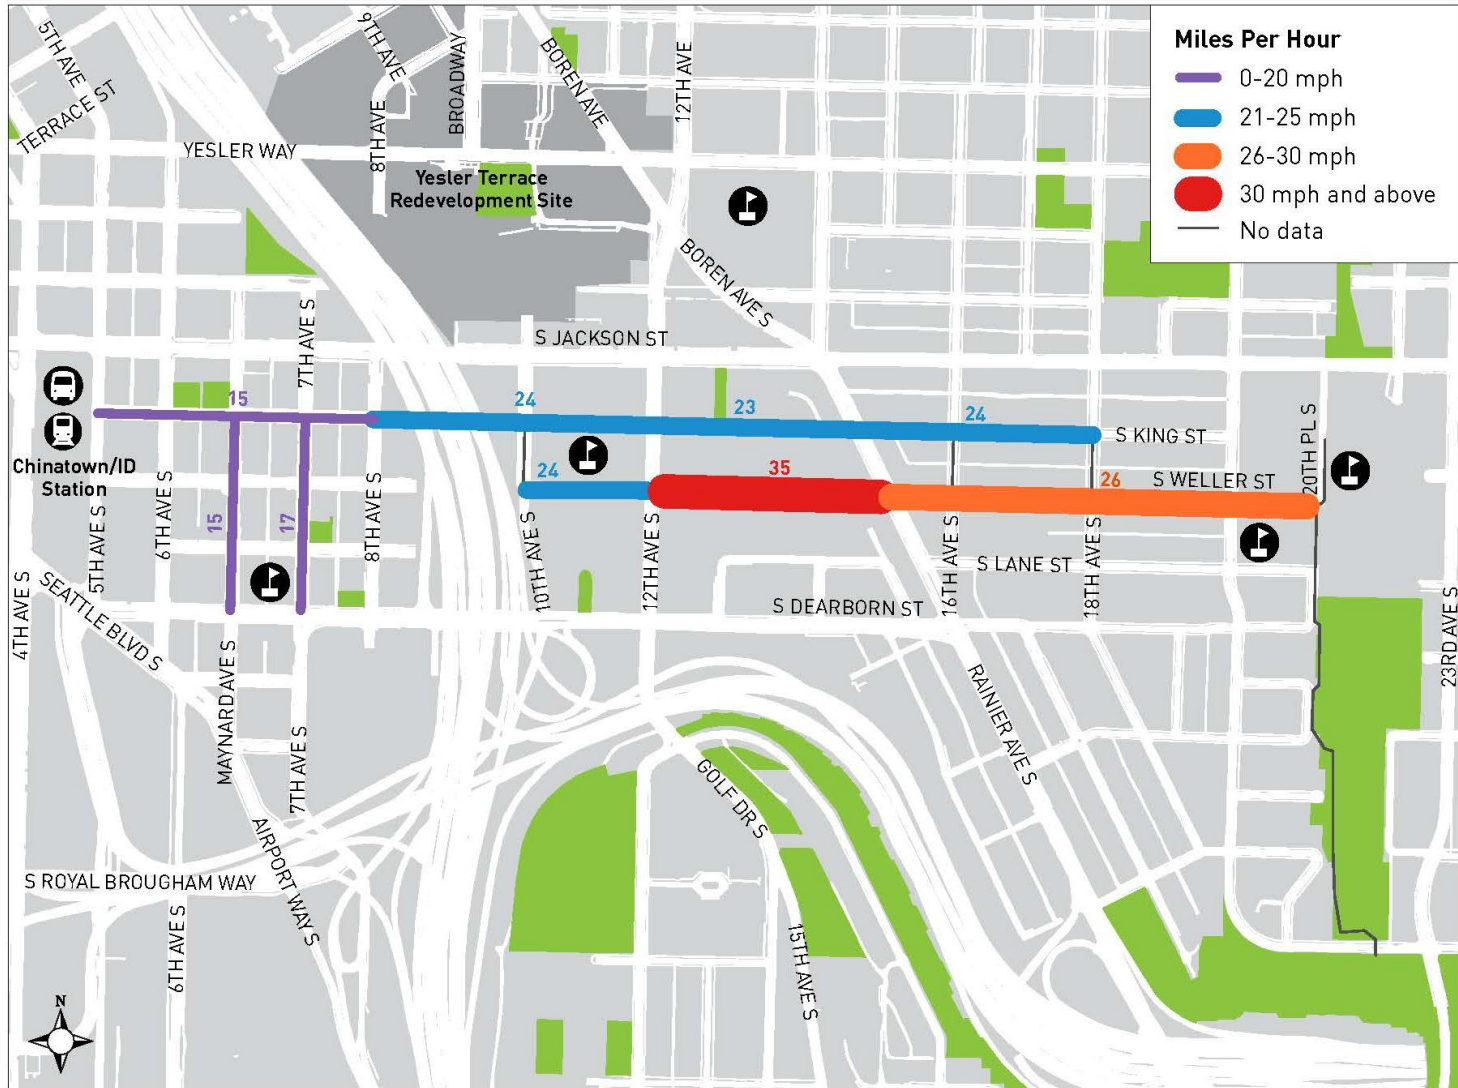 Miles Per Hour
0-20 mph
21-25 mph
26-30 mph
30 mph and above
No data
5TH AVE
TERRACE ST
9TH AVE
8TH AVE
BROADWAY
BOREN AVE
12TH AVE
YESLER WAY
Yesler Terrace
Redevelopment Site
BOREN AVE S
7TH AVE S
S JACKSON ST
15
24
23
24
S KING ST
Chinatown/ID
Station
24
35
26
S WELLER ST
20TH PL S
15
17
5TH AVE S
6TH AVE S
8TH AVE S
10TH AVE S
12TH AVE S
16TH AVE S
18TH AVE S
S LANE ST
S DEARBORN ST
4TH AVE S
SEATTLE BLVD S
MAYNARD AVE S
7TH AVE S
RAINIER AVE S
23RD AVE S
GOLF DR S
AIRPORT WAY S
S ROYAL BROUGHAM WAY
6TH AVE S
15TH AVE S
N